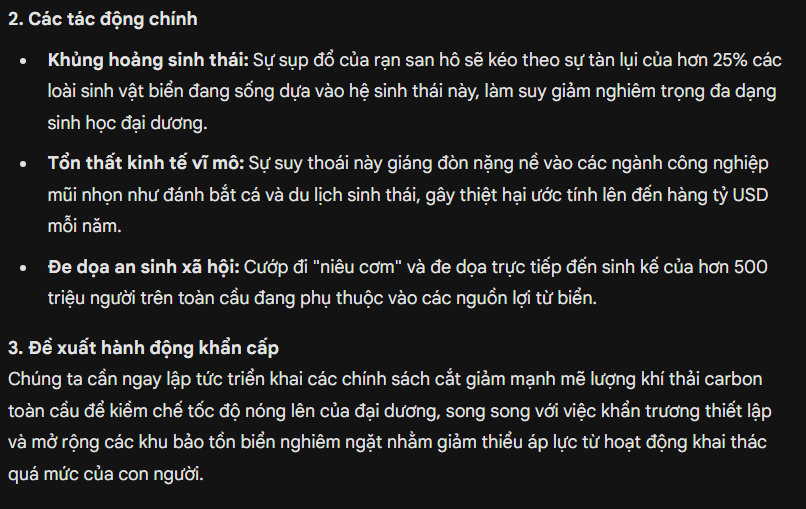 2. Các tác động chính
• Khủng hoảng sinh thái: Sự sụp đổ của rạn san hô sẽ kéo theo sự tàn lụi của hơn 25% các
loài sinh vật biển đang sống dựa vào hệ sinh thái này, làm suy giảm nghiêm trọng đa dạng
sinh học đại dương.
• Tổn thất kinh tế vĩ mô: Sự suy thoái này giáng đòn nặng nề vào các ngành công nghiệp
mũi nhọn như đánh bắt cá và du lịch sinh thái, gây thiệt hại ước tính lên đến hàng tỷ USD
mỗi năm.
• Đe dọa an sinh xã hội: Cướp đi "niêu cơm" và đe dọa trực tiếp đến sinh kế của hơn 500
triệu người trên toàn cầu đang phụ thuộc vào các nguồn lợi từ biển.
3. Đề xuất hành động khẩn cấp
Chúng ta cần ngay lập tức triển khai các chính sách cắt giảm mạnh mẽ lượng khí thải carbon
toàn cầu để kiềm chế tốc độ nóng lên của đại dương, song song với việc khẩn trương thiết lập
và mở rộng các khu bảo tồn biển nghiêm ngặt nhằm giảm thiểu áp lực từ hoạt động khai thác
quá mức của con người.